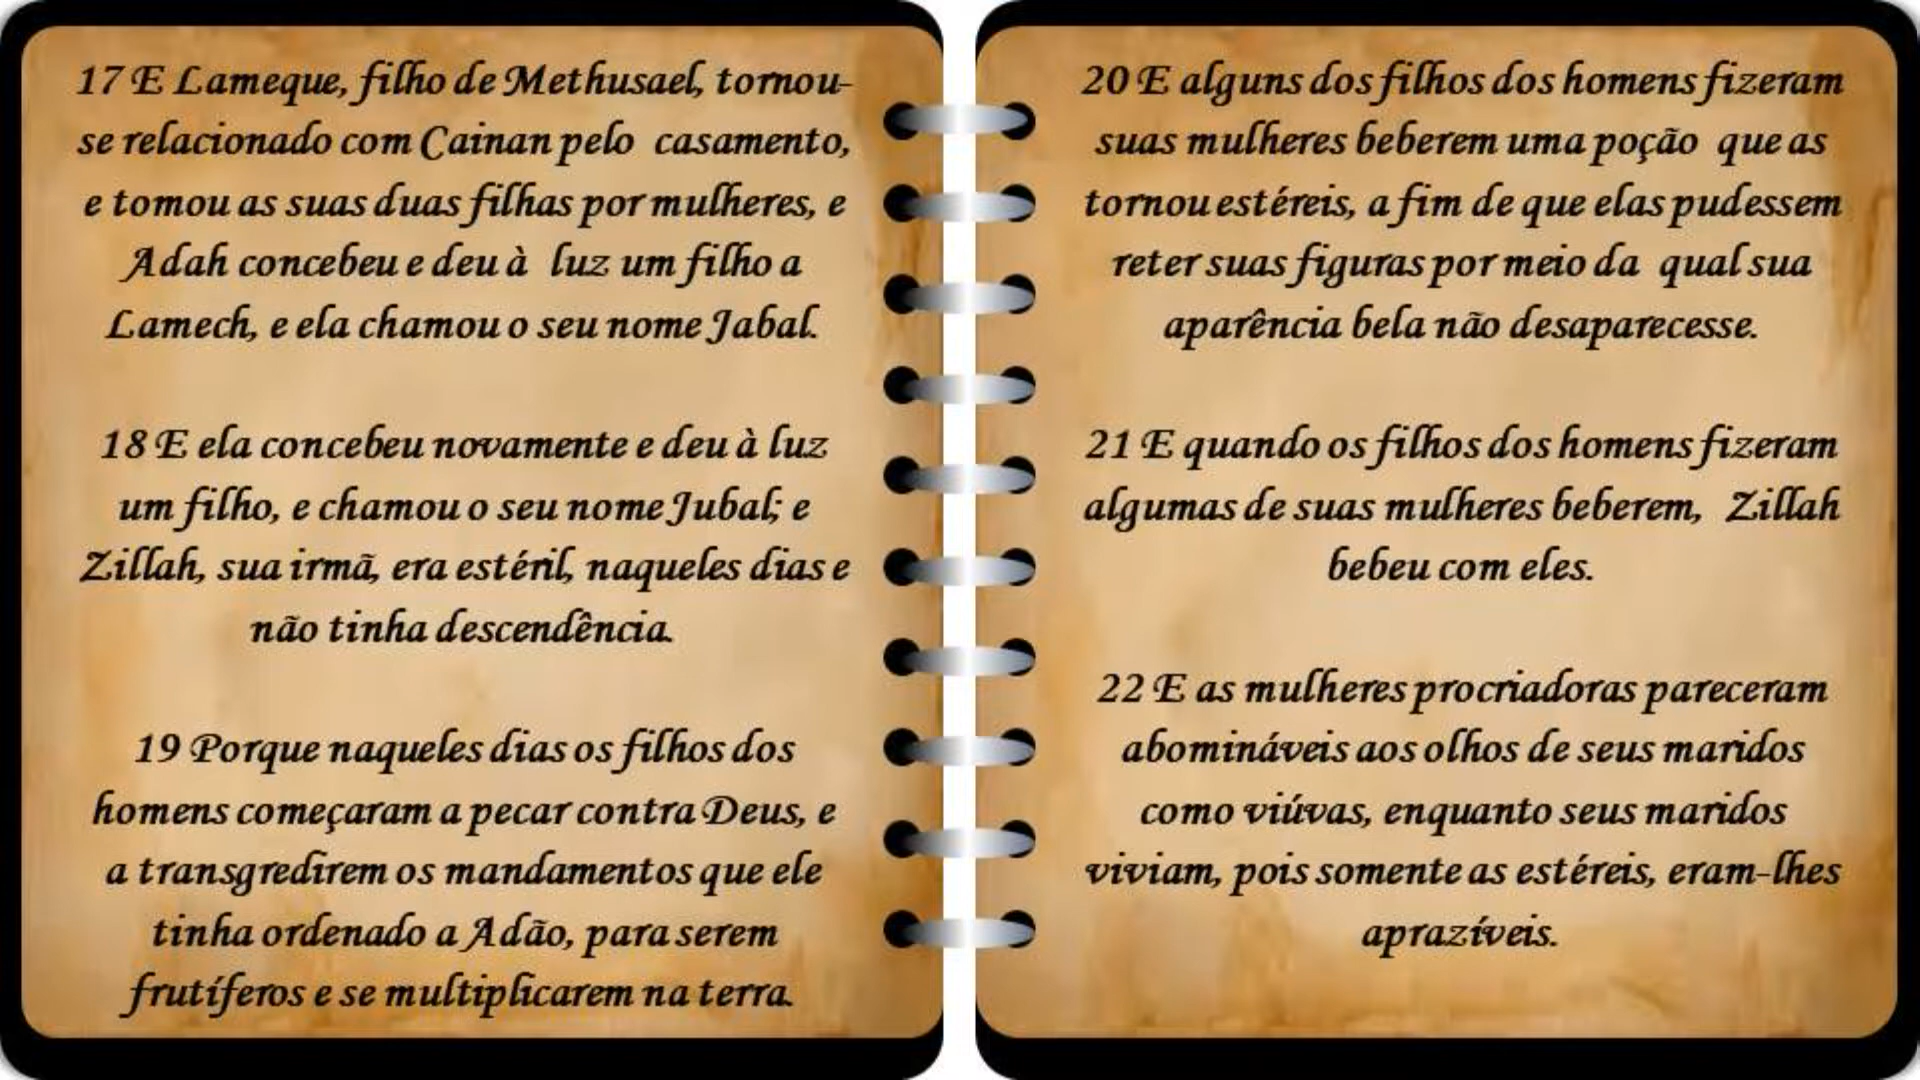 17 E Lameque, filho de Methusael, tornou-
se relacionado com Cainan pelo casamento,
e tomou as suas duas filhas por mulheres, e
Adah concebeu e deu à luz um filho a
Lamech, e ela chamou o seu nome Jabal.
18 E ela concebeu novamente e deu à luz
um filho, e chamou o seu nome Jubal; e
Zillah, sua irmã, era estéril, naqueles dias e
não tinha descendência.
19 Porque naqueles dias os filhos dos
homens começaram a pecar contra Deus, e
a transgredirem os mandamentos que ele
tinha ordenado a Adão, para serem
frutíferos e se multiplicarem na terra.
20 E alguns dos filhos dos homens fizeram
suas mulheres beberem uma poção que as
tornou estéreis, a fim de que elas pudessem
reter suas figuras por meio da qual sua
aparência bela não desaparecesse.
21 E quando os filhos dos homens fizeram
algumas de suas mulheres beberem, Zillah
bebeu com eles.
22 E as mulheres procriadoras pareceram
abomináveis aos olhos de seus maridos
como viúvas, enquanto seus maridos
viviam, pois somente as estéreis, eram-lhes
aprazíveis.